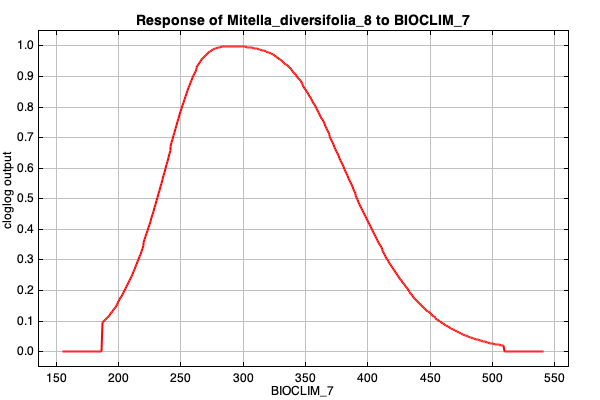 Response of Mitella_diversifolia_8 to BIOCLIM_7
1.0
0.9
0.8
0.7
0.6
0.5
0.4
0.3
0.2
0.1
0.0
cloglog output
150 200 250 300 350 400 450 500 550
BIOCLIM_7